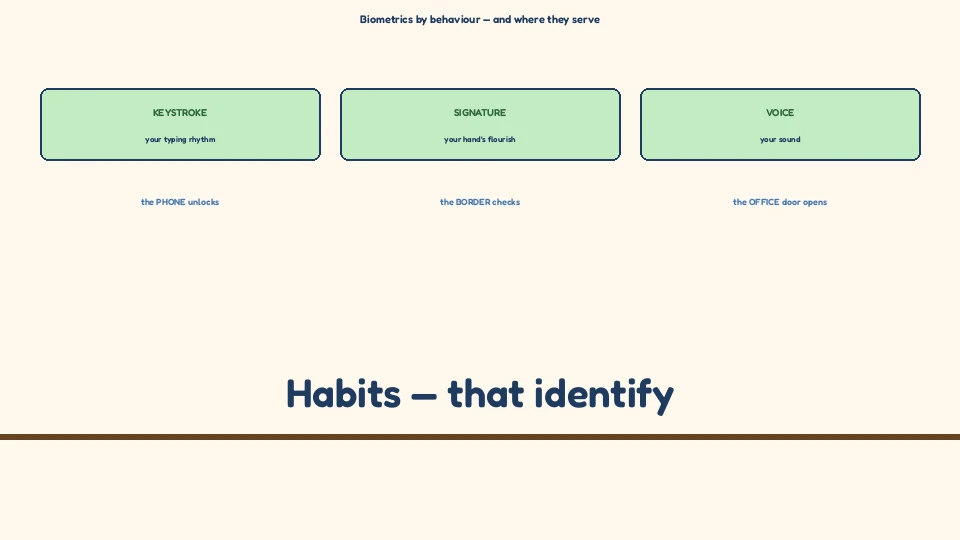 Biometrics by behaviour — and where they serve
KEYSTROKE
your typing rhythm
SIGNATURE
your hand's flourish
VOICE
your sound
the PHONE unlocks
the BORDER checks
the OFFICE door opens
Habits — that identify